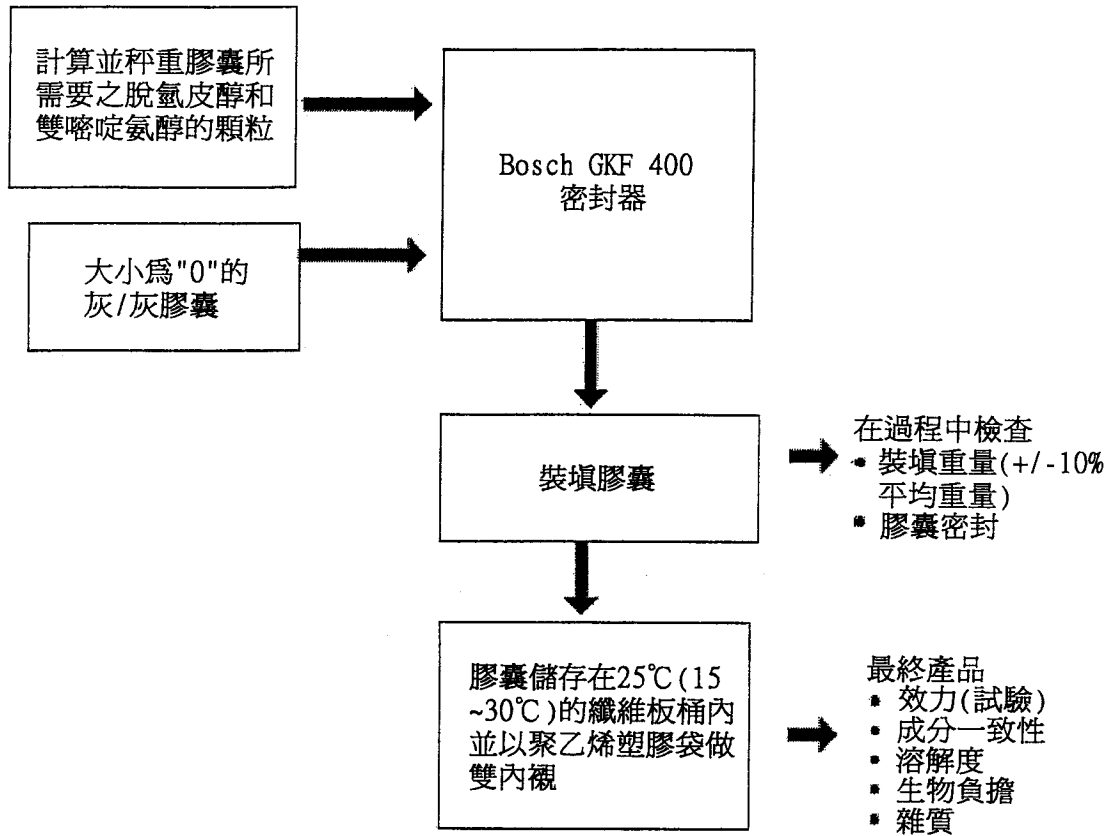 計算並秤重膠囊所
需要之脫氫皮醇和
雙嘧啶氨醇的顆粒
大小爲"0"的
灰/灰膠囊
Bosch GKF 400
密封器
裝塡膠囊
在過程中檢查
▪ 裝塡重量(+/-10%
平均重量)
▪ 膠囊密封
膠囊儲存在25℃(15
~30℃)的纖維板桶內
並以聚乙烯塑膠袋做
雙內襯
最終產品
▪ 效力(試驗)
▪ 成分一致性
▪ 溶解度
▪ 生物負擔
▪ 雜質